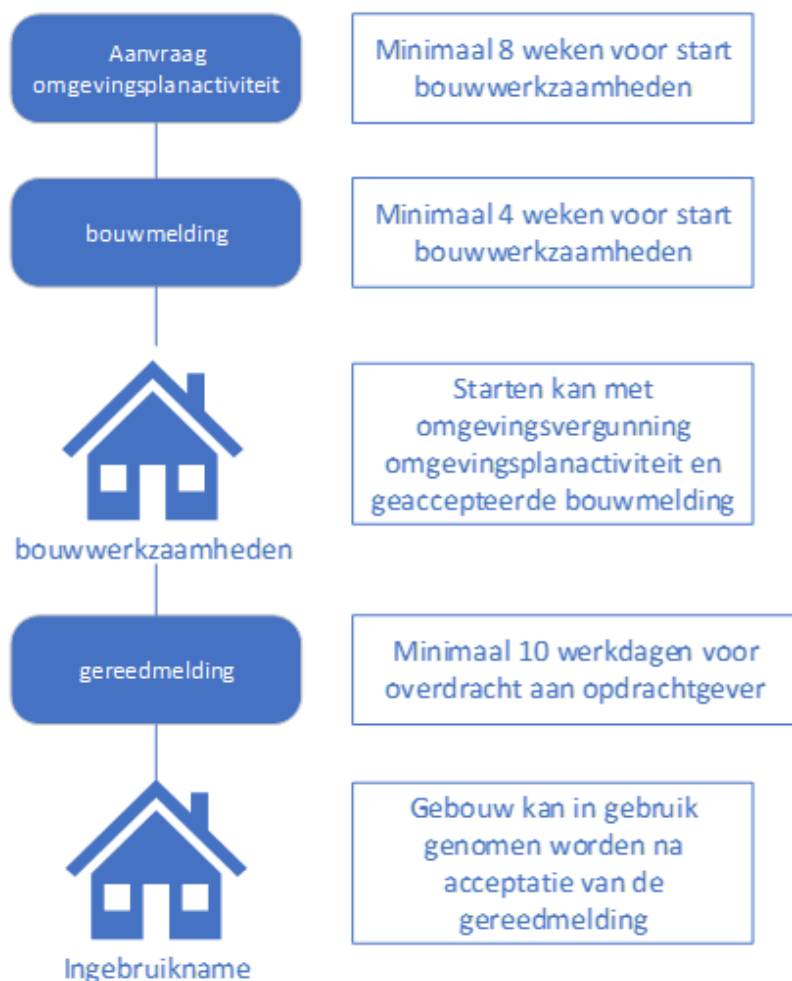 Aanvraag
omgevingsplanactiviteit
Minimaal 8 weken voor start
bouwwerkzaamheden
bouwmelding
Minimaal 4 weken voor start
bouwwerkzaamheden
Starten kan met
omgevingsvergunning
omgevingsplanactiviteit en
geaccepteerde bouwmelding
bouwwerkzaamheden
gereedmelding
Minimaal 10 werkdagen voor
overdracht aan opdrachtgever
Gebouw kan in gebruik
genomen worden na
acceptatie van de
gereedmelding
Ingebruikname